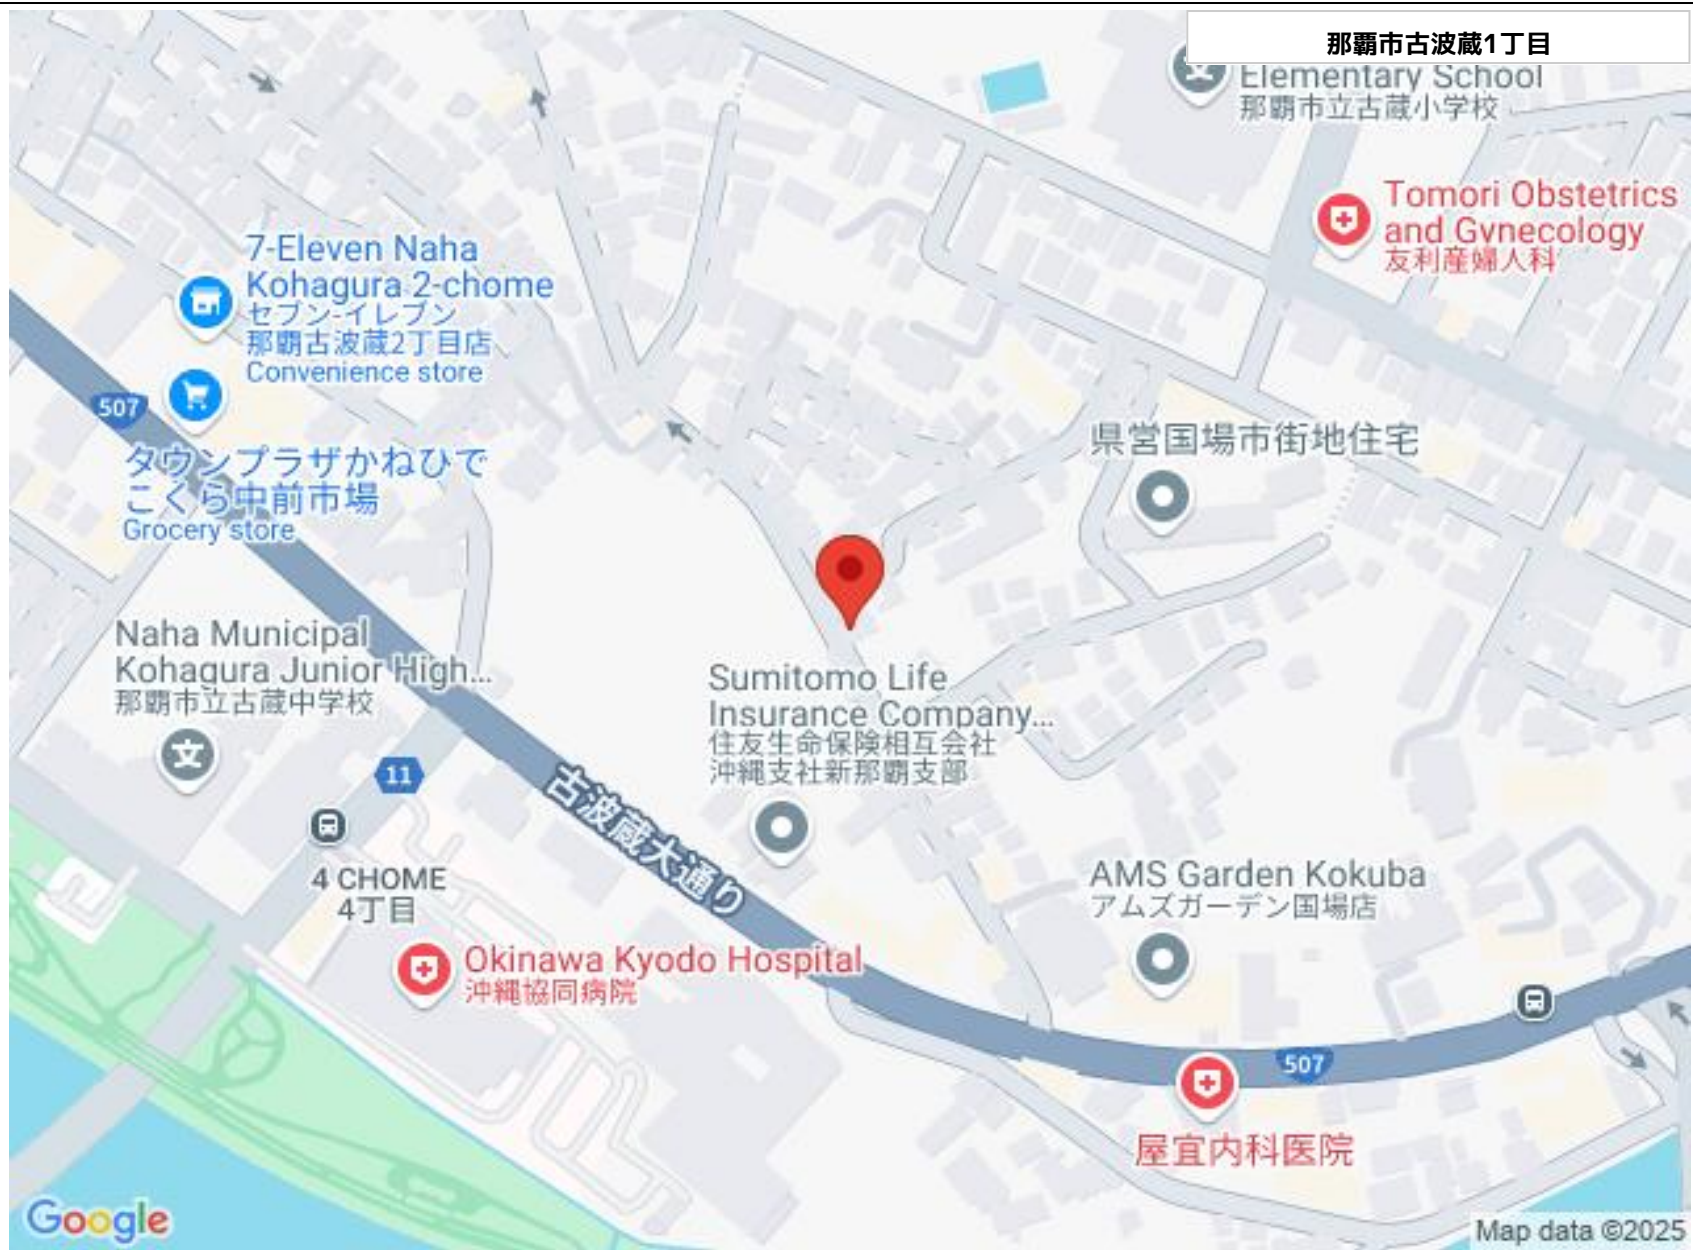 那覇市古波蔵1丁目
Elementary School
那覇市立古蔵小学校
Tomori Obstetrics
and Gynecology
友利産婦人科
7-Eleven Naha
Kohagura 2-chome
セブン-イレブン
那覇古波蔵2丁目店
Convenience store
507
タウンプラザかねひで
こくら中前市場
Grocery store
県営国場市街地住宅
Naha Municipal
Kohagura Junior High...
那覇市立古蔵中学校
文
Sumitomo Life
Insurance Company...
住友生命保険相互会社
沖縄支社新那覇支部
11
古波蔵大通り
4 CHOME
4丁目
AMS Garden Kokuba
アムズガーデン国場店
Okinawa Kyodo Hospital
沖縄協同病院
507
屋宜内科医院
Google
Map data ©2025